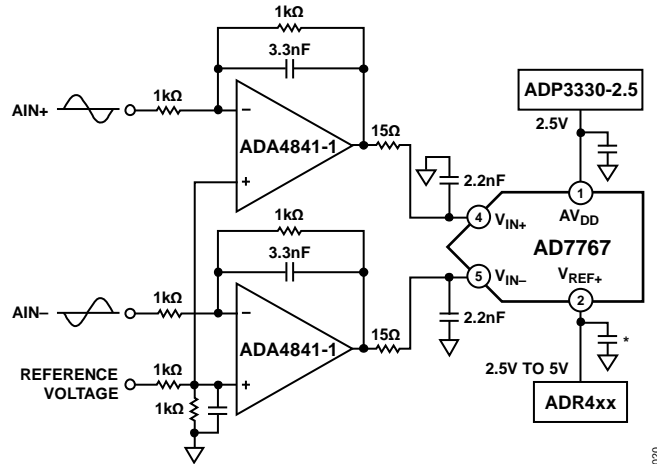 1kΩ
3.3nF
AIN+
1kΩ
−
ADA4841-1
+
15Ω
ADP3330-2.5
2.5V
2.2nF
1
AVDD
4
VIN+
AD7767
5
VIN−
VREF+
2
1kΩ
3.3nF
AIN−
1kΩ
−
ADA4841-1
+
15Ω
2.2nF
*
2.5V TO 5V
ADR4xx
REFERENCE
VOLTAGE
1kΩ
1kΩ